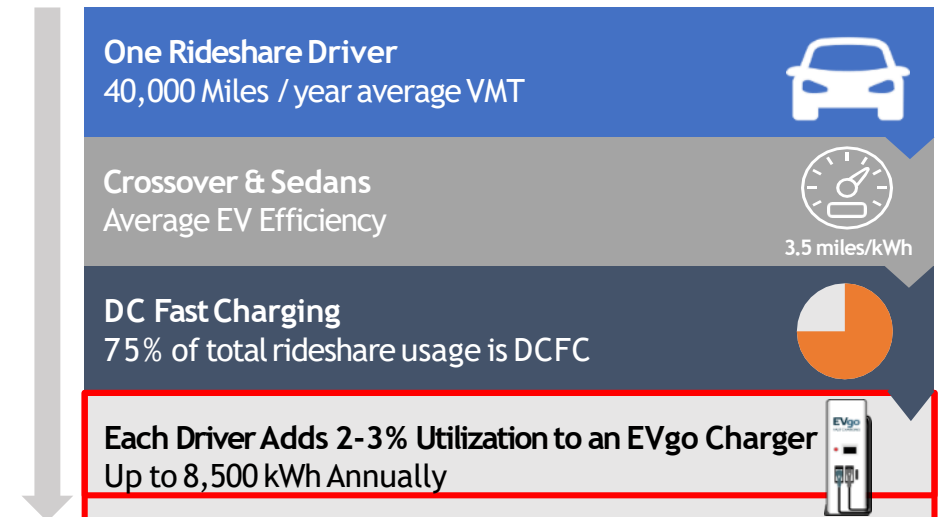 One Rideshare Driver
40,000 Miles / year average VMT
Crossover & Sedans
Average EV Efficiency
3.5 miles/kWh
DC Fast Charging
75% of total rideshare usage is DCFC
Each Driver Adds 2-3% Utilization to an EVgo Charger
Up to 8,500 kWh Annually
EVgo